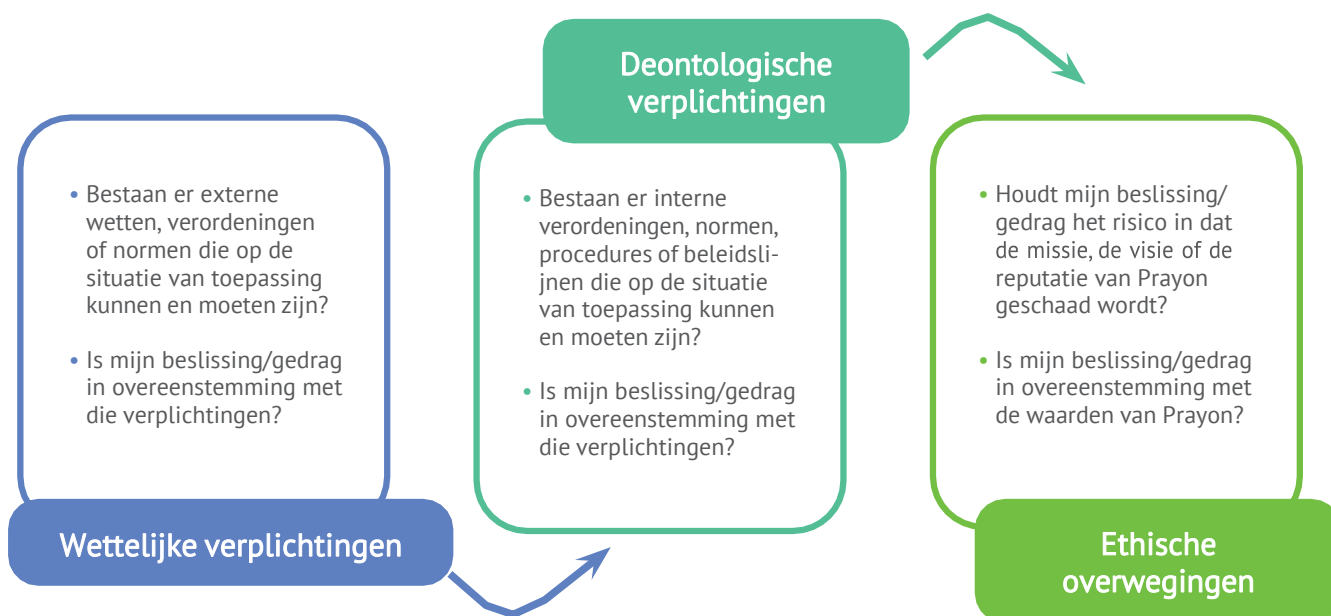 • Bestaan er externe
wetten, verordeningen
of normen die op de
situatie van toepassing
kunnen en moeten zijn?
• Is mijn beslissing/gedrag
in overeenstemming met
die verplichtingen?
Wettelijke verplichtingen
Deontologische
verplichtingen
• Bestaan er interne
verordeningen, normen,
procedures of beleidsli-
jnen die op de situatie
van toepassing kunnen
en moeten zijn?
• Is mijn beslissing/gedrag
in overeenstemming met
die verplichtingen?
• Houdt mijn beslissing/
gedrag het risico in dat
de missie, de visie of de
reputatie van Prayon
geschaad wordt?
• Is mijn beslissing/gedrag
in overeenstemming met
de waarden van Prayon?
Ethische
overwegingen